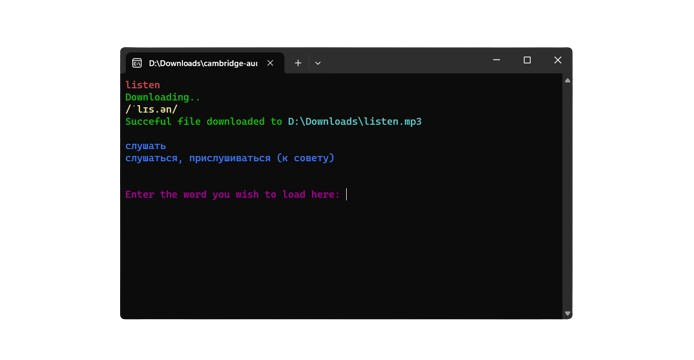 D:\Downloads\cambridge-au
listen
Downloading..
/ˈlɪs.ən/
Succeful file downloaded to D:\Downloads\listen.mp3
слушать
слушаться, прислушиваться (к совету)
Enter the word you wish to load here: